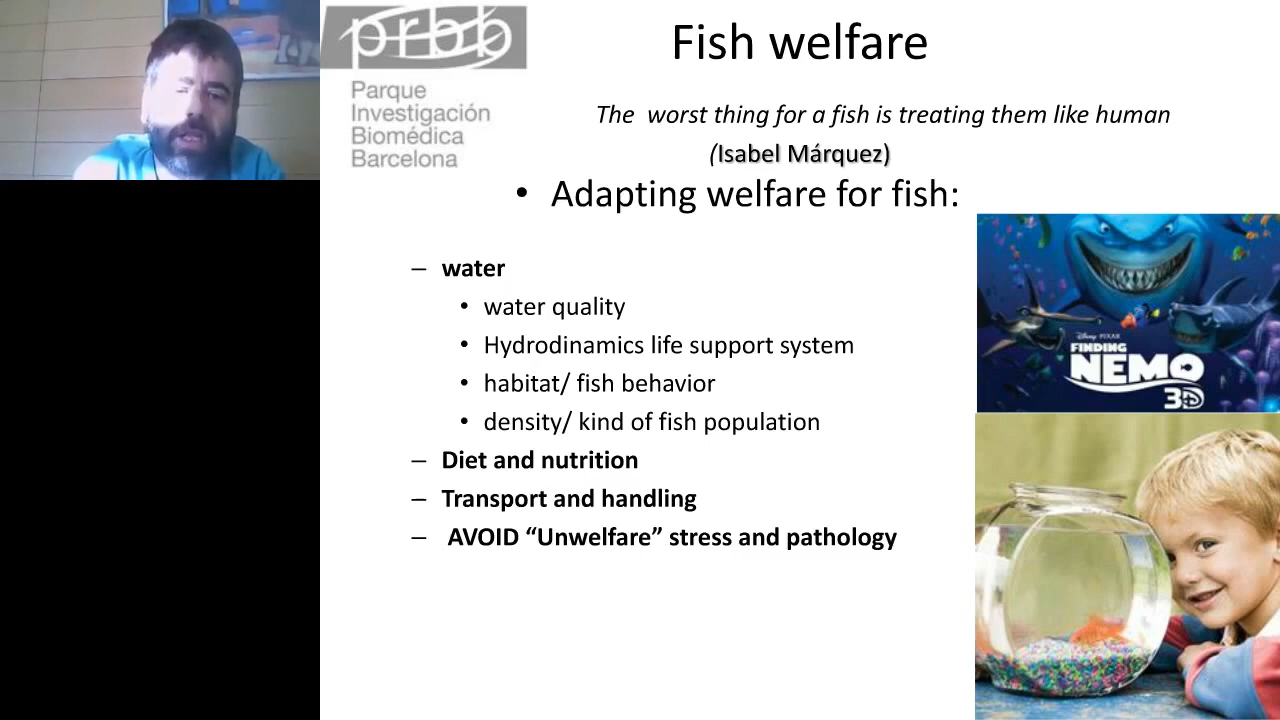 prbb
Parque
Investigación
Biomédica
Barcelona
Fish welfare
The worst thing for a fish is treating them like human
(Isabel Márquez)
• Adapting welfare for fish:
– water
• water quality
• Hydrodinamics life support system
• habitat/ fish behavior
• density/ kind of fish population
– Diet and nutrition
– Transport and handling
– AVOID “Unwelfare” stress and pathology
Disney PIXAR
FINDING
NEMO
3D